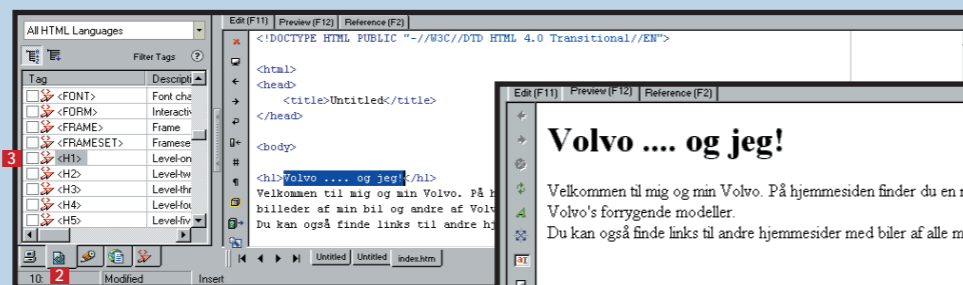 All HTML Languages
Filter Tags ?
Tag Descripti
<FONT> Font cha
<FORM> Interactiv
<FRAME> Frame
<FRAMESET> Framese
3 <H1> Level-on
<H2> Level-tw
<H3> Level-thr
<H4> Level-fou
<H5> Level-fiv
2
10: Modified Insert
Edit (F11) Preview (F12) Reference (F2)
<!DOCTYPE HTML PUBLIC "-//W3C//DTD HTML 4.0 Transitional//EN">
<html>
<head>
<title>Untitled</title>
</head>
<body>
<h1>Volvo .... og jeg!</h1>
Velkommen til mig og min Volvo. På h
billeder af min bil og andre af Volv
Du kan også finde links til andre hj
Untitled Untitled index.htm
Edit (F11) Preview (F12) Reference (F2)
Volvo .... og jeg!
Velkommen til mig og min Volvo. På hjemmesiden finder du en r
Volvo's forrygende modeller.
Du kan også finde links til andre hjemmesider med biler af alle m